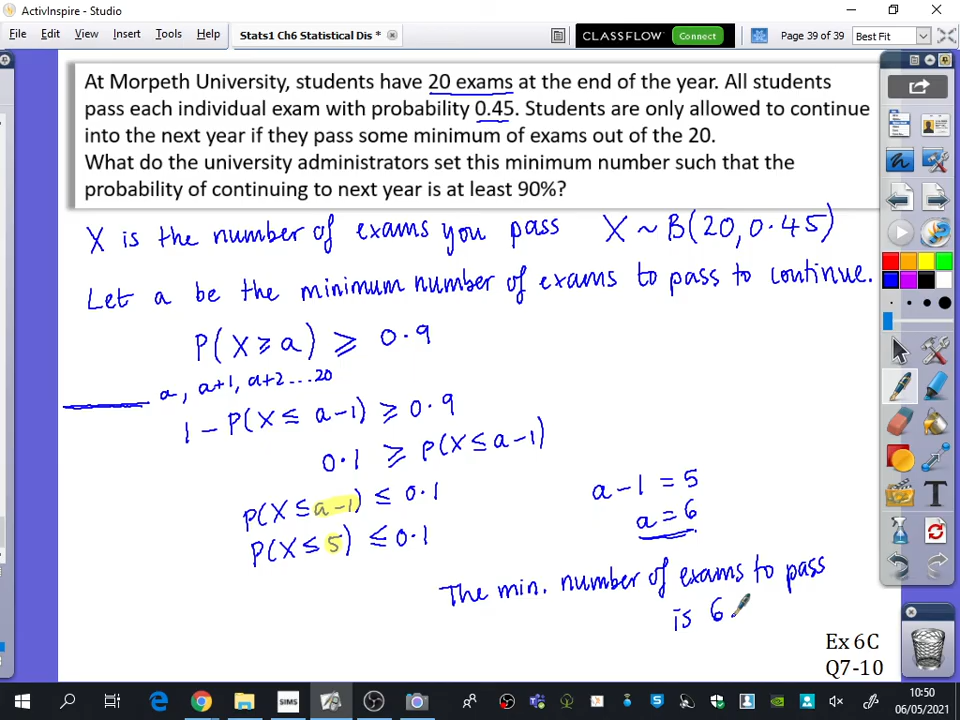 ActivInspire - Studio
File Edit View Insert Tools Help Stats1 Ch6 Statistical Dis * CLASSFLOW Connect Page 39 of 39 Best Fit
At Morpeth University, students have 20 exams at the end of the year. All students
pass each individual exam with probability 0.45. Students are only allowed to continue
into the next year if they pass some minimum of exams out of the 20.
What do the university administrators set this minimum number such that the
probability of continuing to next year is at least 90%?
X is the number of exams you pass X ~ B(20, 0.45)
Let a be the minimum number of exams to pass to continue.
P(X ≥ a) ≥ 0.9
a, a+1, a+2 ... 20
1 - P(X ≤ a-1) ≥ 0.9
0.1 ≥ P(X ≤ a-1)
P(X ≤ a-1) ≤ 0.1
P(X ≤ 5) ≤ 0.1
a-1 = 5
a = 6
The min. number of exams to pass
is 6
Ex 6C
Q7-10
SIMS
10:50
06/05/2021